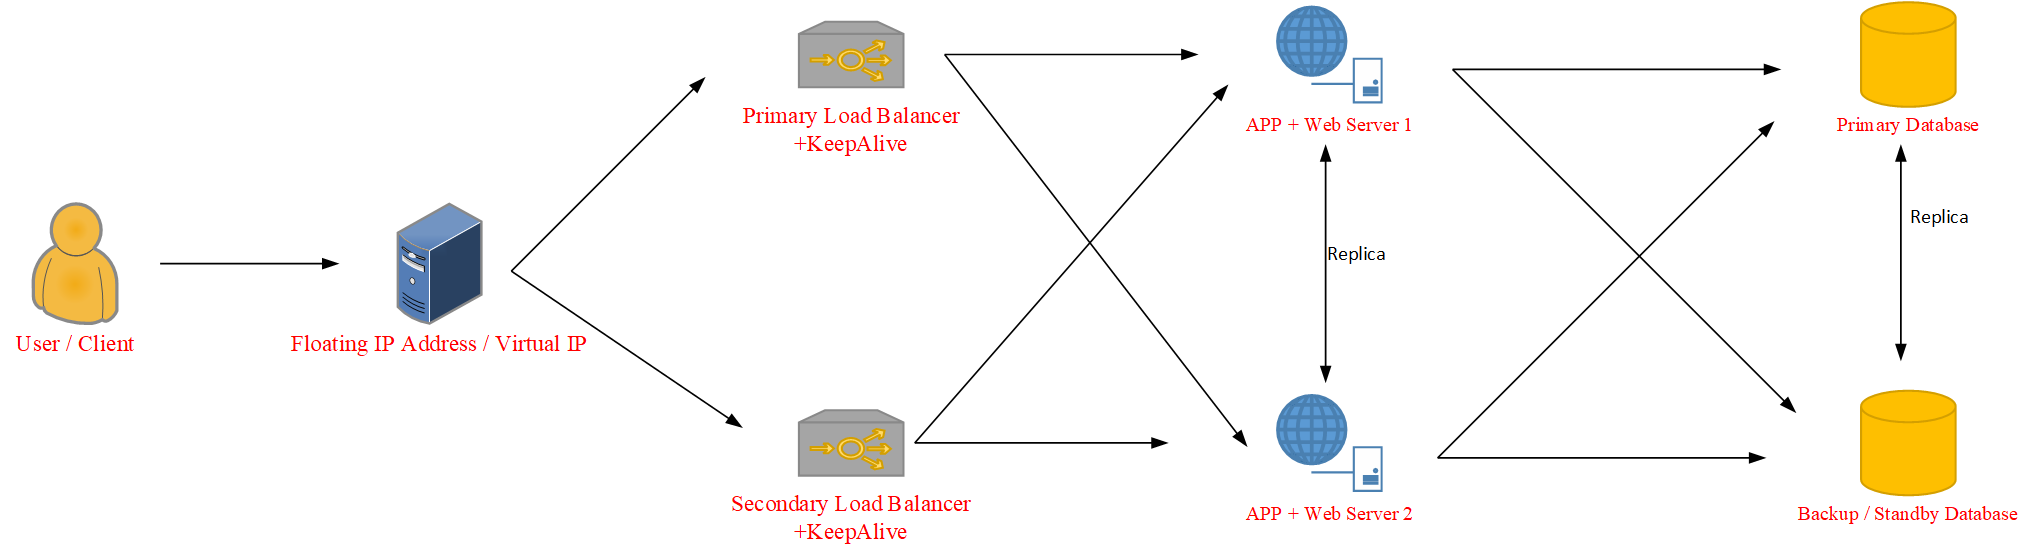 User / Client
Floating IP Address / Virtual IP
Primary Load Balancer
+KeepAlive
Secondary Load Balancer
+KeepAlive
APP + Web Server 1
Replica
APP + Web Server 2
Primary Database
Replica
Backup / Standby Database